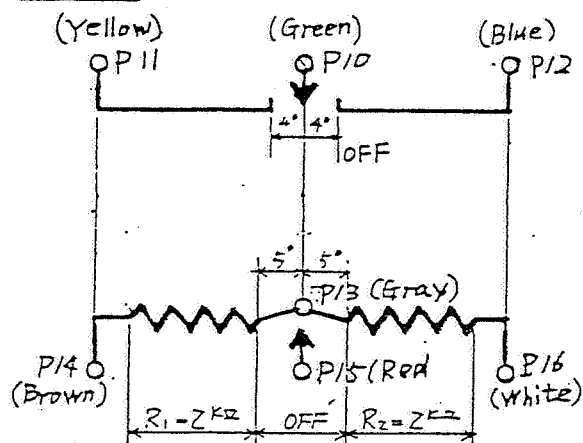 (Yellow) (Green) (Blue)
P11 P10 P12
4° 4°
OFF
5° 5°
P13 (Gray)
P14 P15 (Red P16
(Brown) (White)
R₁=2KΩ OFF R₂=2KΩ